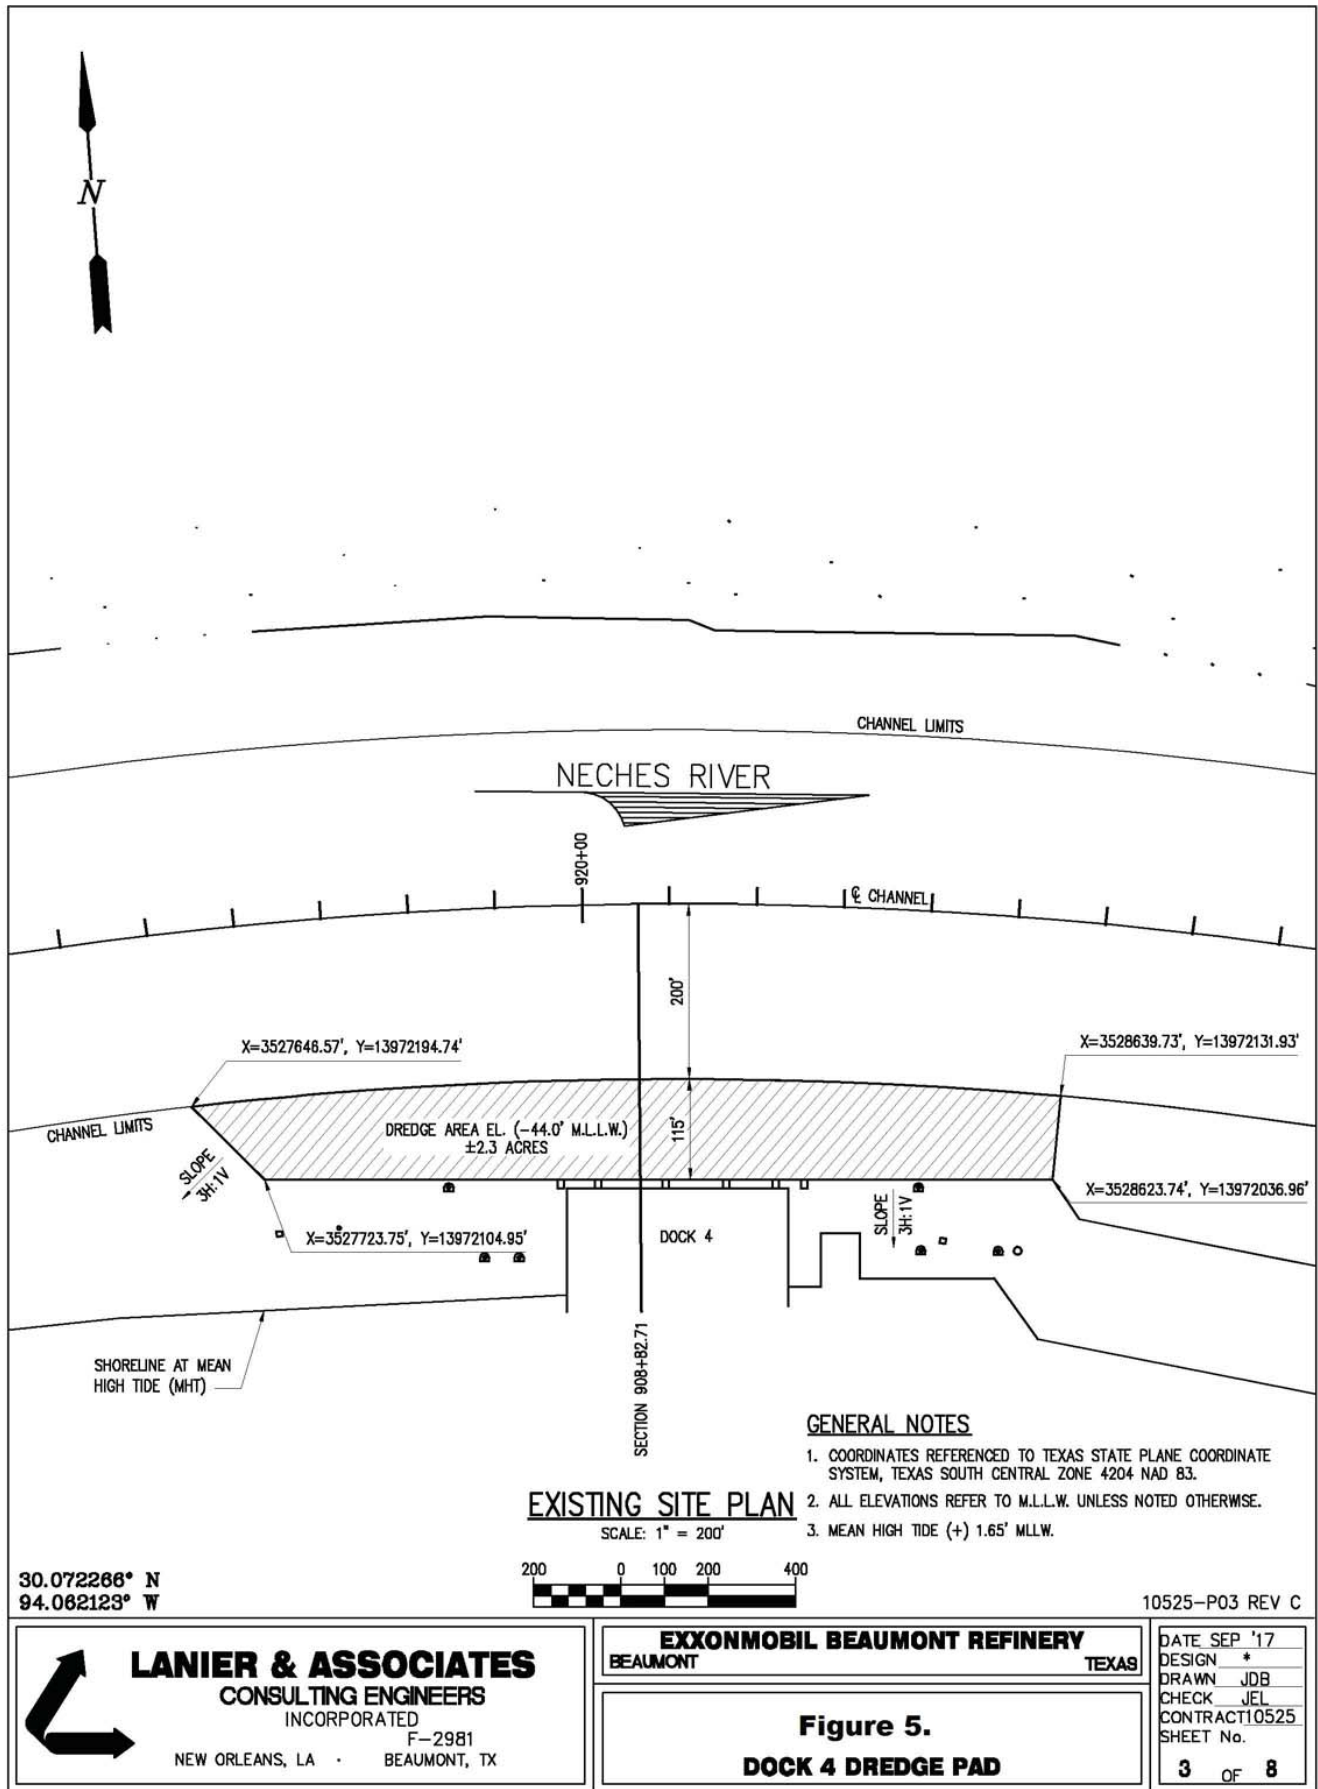 N
CHANNEL LIMITS
NECHES RIVER
920+00
℄ CHANNEL
200'
X=3527646.57', Y=13972194.74'
X=3528639.73', Y=13972131.93'
CHANNEL LIMITS
DREDGE AREA EL. (-44.0' M.L.L.W.)
±2.3 ACRES
115'
SLOPE
3H:1V
X=3528623.74', Y=13972036.96'
X=3527723.75', Y=13972104.95'
DOCK 4
SLOPE
3H:1V
SHORELINE AT MEAN
HIGH TIDE (MHT)
SECTION 908+82.71
GENERAL NOTES
1. COORDINATES REFERENCED TO TEXAS STATE PLANE COORDINATE
SYSTEM, TEXAS SOUTH CENTRAL ZONE 4204 NAD 83.
2. ALL ELEVATIONS REFER TO M.L.L.W. UNLESS NOTED OTHERWISE.
3. MEAN HIGH TIDE (+) 1.65' MLLW.
EXISTING SITE PLAN
SCALE: 1" = 200'
200 0 100 200 400
30.072266° N
94.062123° W
10525-P03 REV C
LANIER & ASSOCIATES
CONSULTING ENGINEERS
INCORPORATED
F-2981
NEW ORLEANS, LA · BEAUMONT, TX
EXXONMOBIL BEAUMONT REFINERY
BEAUMONT TEXAS
Figure 5.
DOCK 4 DREDGE PAD
DATE SEP '17
DESIGN *
DRAWN JDB
CHECK JEL
CONTRACT 10525
SHEET No.
3 OF 8